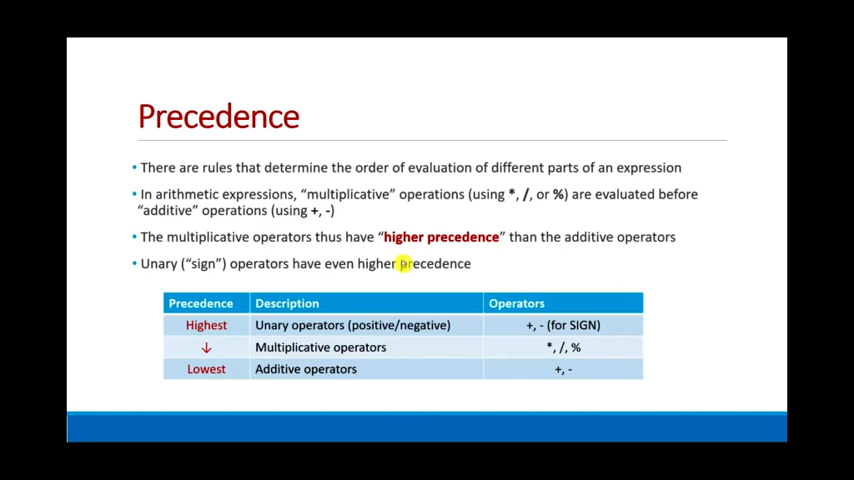 Precedence
• There are rules that determine the order of evaluation of different parts of an expression
• In arithmetic expressions, “multiplicative” operations (using *, /, or %) are evaluated before
“additive” operations (using +, -)
• The multiplicative operators thus have “higher precedence” than the additive operators
• Unary (“sign”) operators have even higher precedence
Precedence Description Operators
Highest Unary operators (positive/negative) +, - (for SIGN)
↓ Multiplicative operators *, /, %
Lowest Additive operators +, -